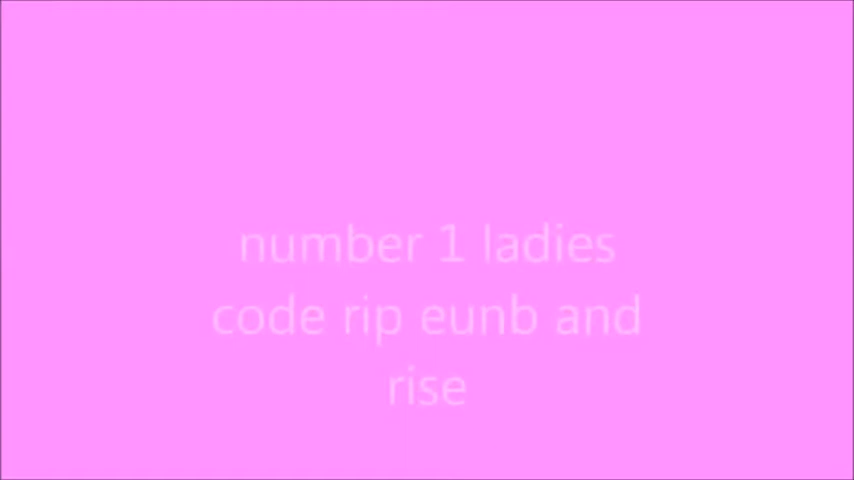 number 1 ladies
code rip eunb and
rise